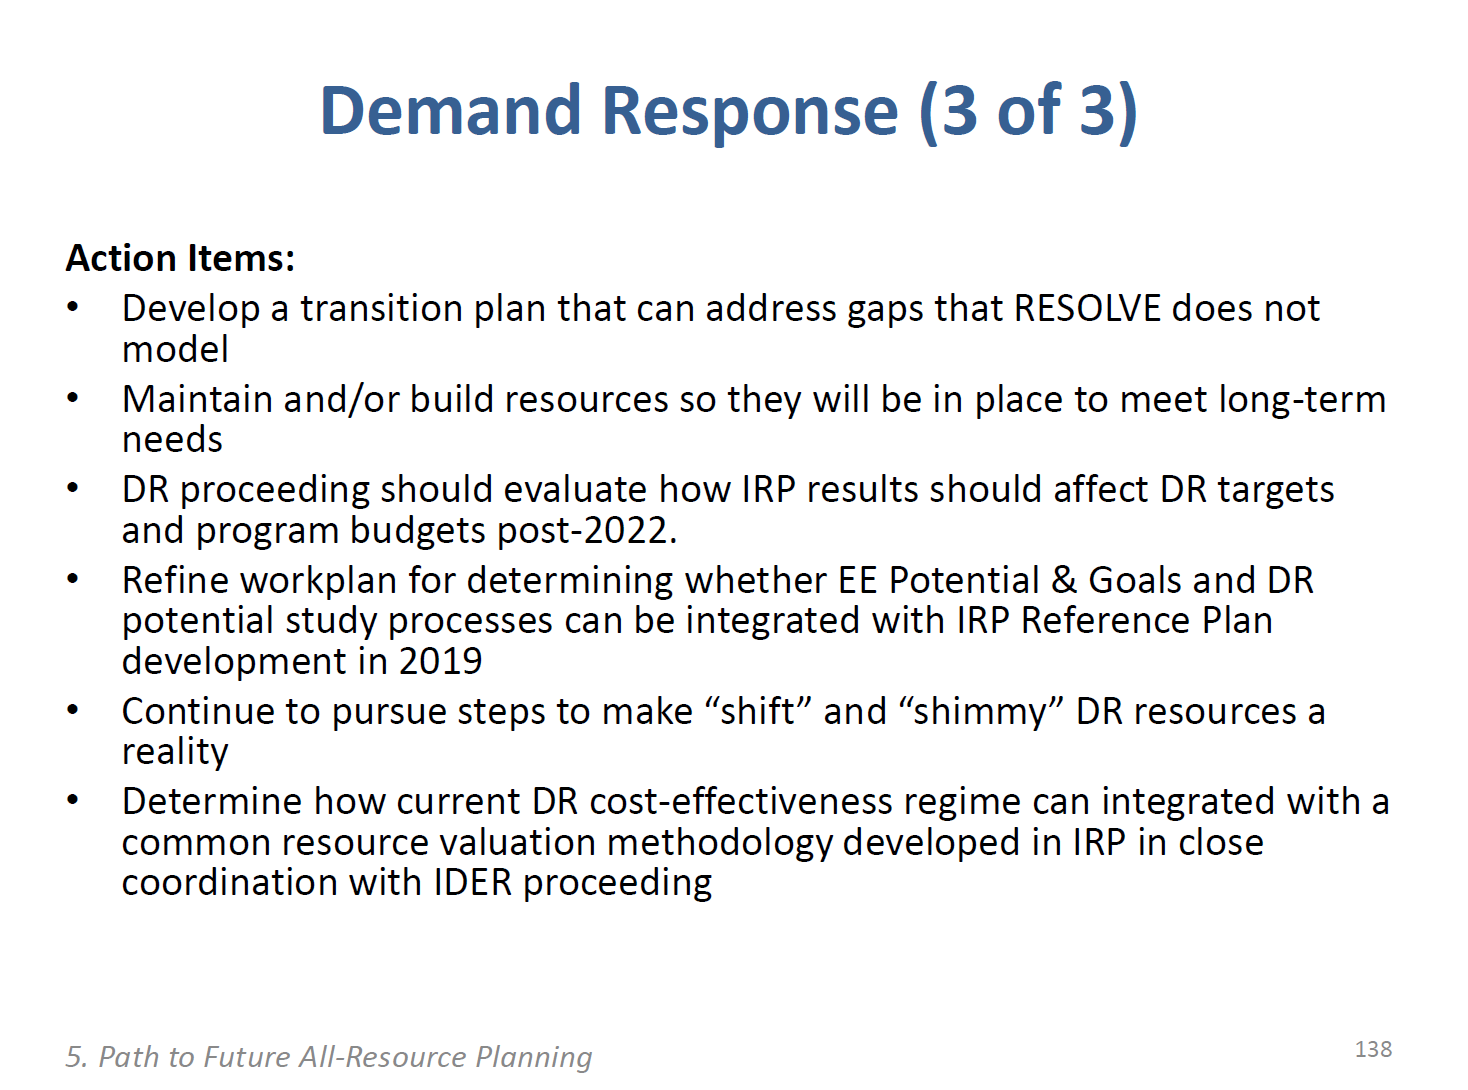 Demand Response (3 of 3)
Action Items:
• Develop a transition plan that can address gaps that RESOLVE does not
model
• Maintain and/or build resources so they will be in place to meet long-term
needs
• DR proceeding should evaluate how IRP results should affect DR targets
and program budgets post-2022.
• Refine workplan for determining whether EE Potential & Goals and DR
potential study processes can be integrated with IRP Reference Plan
development in 2019
• Continue to pursue steps to make “shift” and “shimmy” DR resources a
reality
• Determine how current DR cost-effectiveness regime can integrated with a
common resource valuation methodology developed in IRP in close
coordination with IDER proceeding
5. Path to Future All-Resource Planning
138